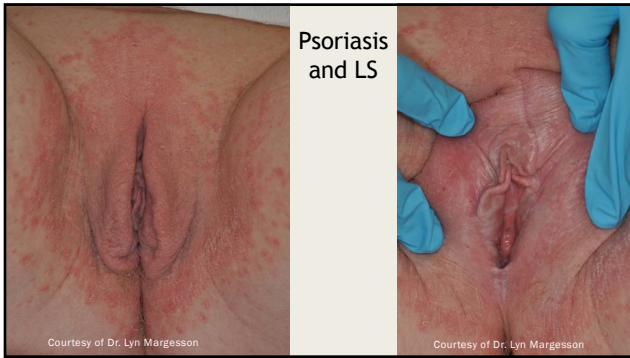 Psoriasis
and LS
Courtesy of Dr. Lyn Margesson
Courtesy of Dr. Lyn Margesson